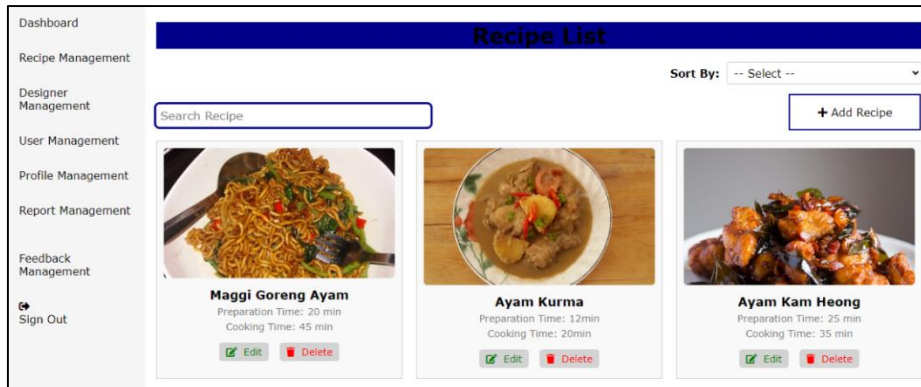 Dashboard
Recipe Management
Designer
Management
User Management
Profile Management
Report Management
Feedback
Management
Sign Out
Recipe List
Sort By: -- Select --
Search Recipe
+ Add Recipe
Maggi Goreng Ayam
Preparation Time: 20 min
Cooking Time: 45 min
Edit Delete
Ayam Kurma
Preparation Time: 12min
Cooking Time: 20min
Edit Delete
Ayam Kam Heong
Preparation Time: 25 min
Cooking Time: 35 min
Edit Delete